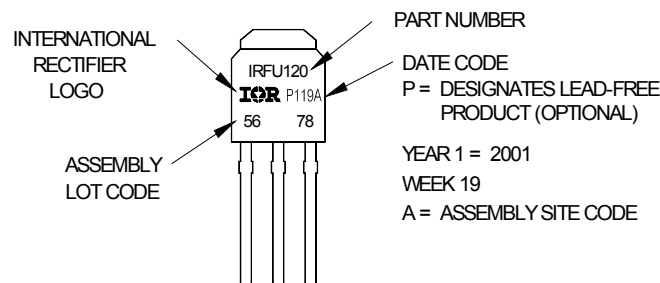 INTERNATIONAL
RECTIFIER
LOGO
ASSEMBLY
LOT CODE
IRFU120
IOR P119A
56 78
PART NUMBER
DATE CODE
P = DESIGNATES LEAD-FREE
PRODUCT (OPTIONAL)
YEAR 1 = 2001
WEEK 19
A = ASSEMBLY SITE CODE